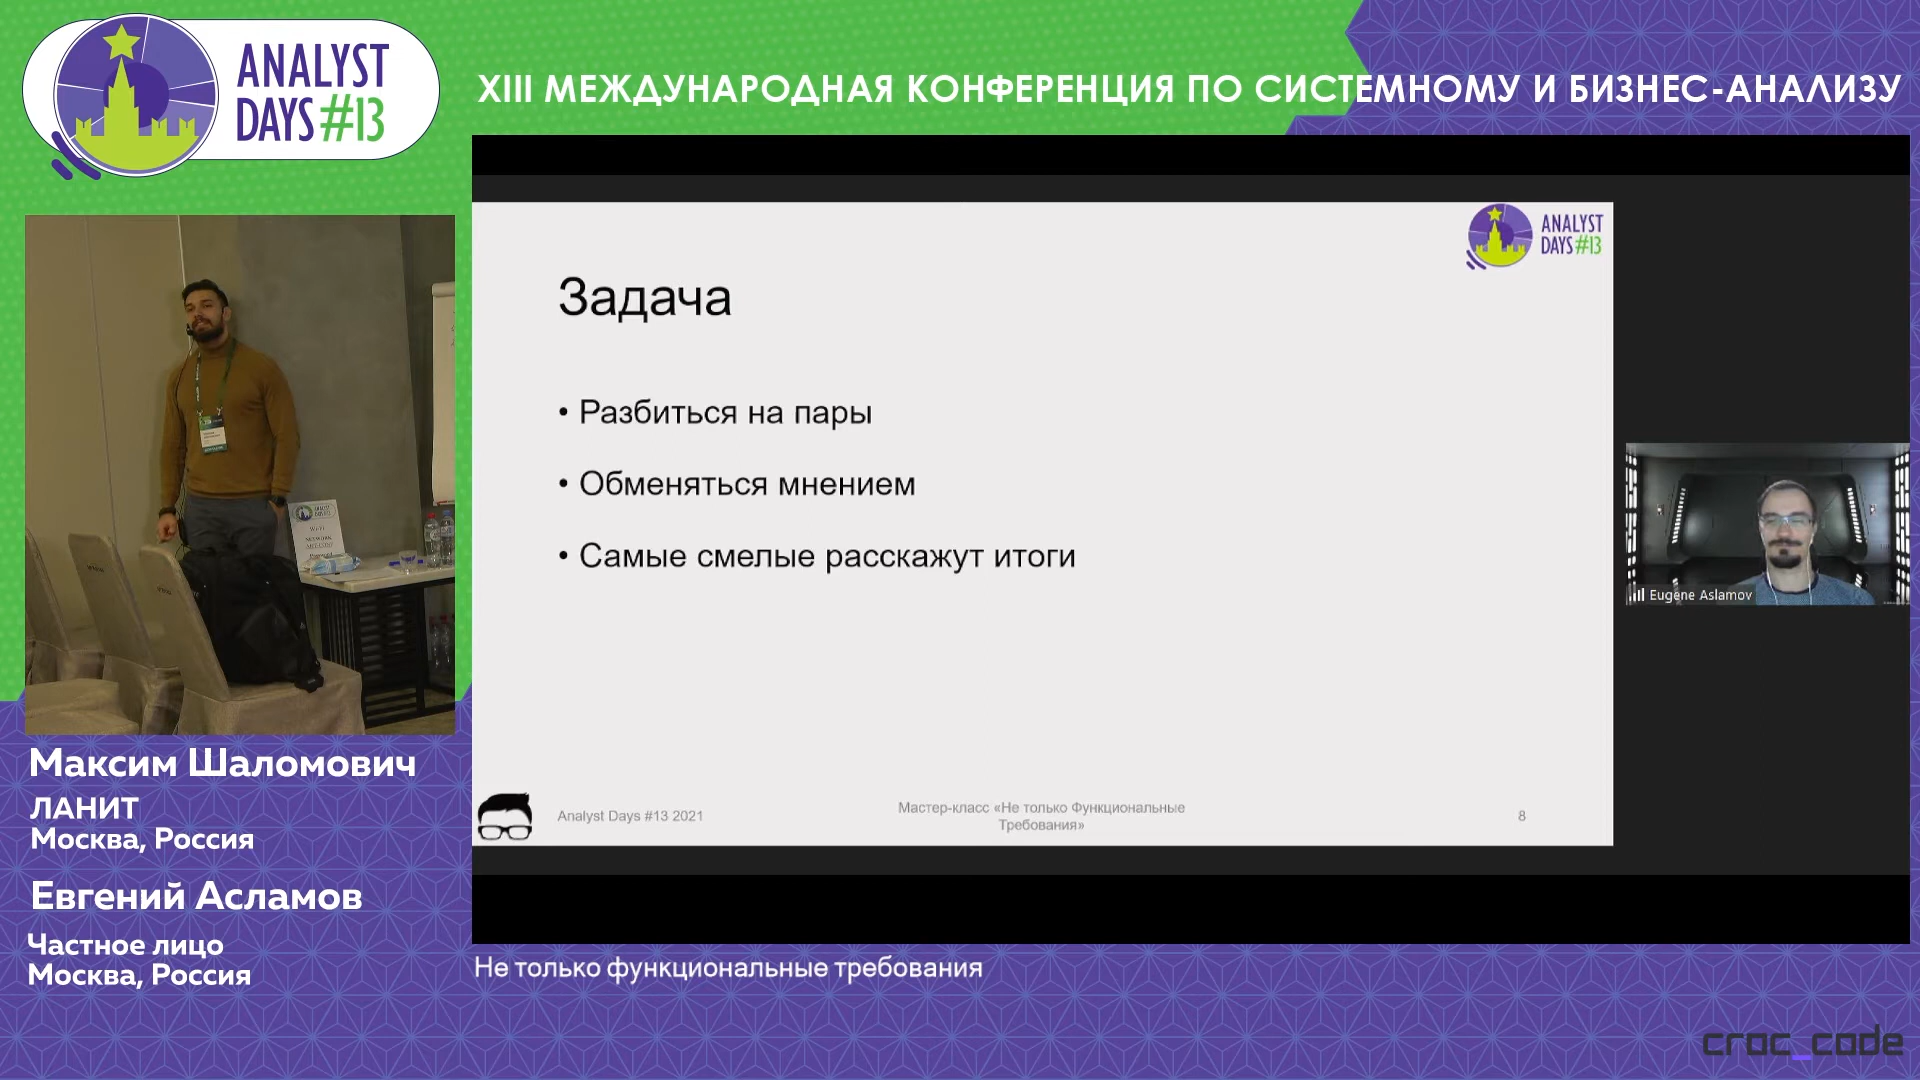 ANALYST
DAYS #13
XIII МЕЖДУНАРОДНАЯ КОНФЕРЕНЦИЯ ПО СИСТЕМНОМУ И БИЗНЕС-АНАЛИЗУ
ANALYST
DAYS #13
Задача
• Разбиться на пары
• Обменяться мнением
• Самые смелые расскажут итоги
Analyst Days #13 2021
Мастер-класс «Не только Функциональные
Требования»
8
Eugene Aslamov
Максим Шаломович
ЛАНИТ
Москва, Россия
Евгений Асламов
Частное лицо
Москва, Россия
Не только функциональные требования
croc_code